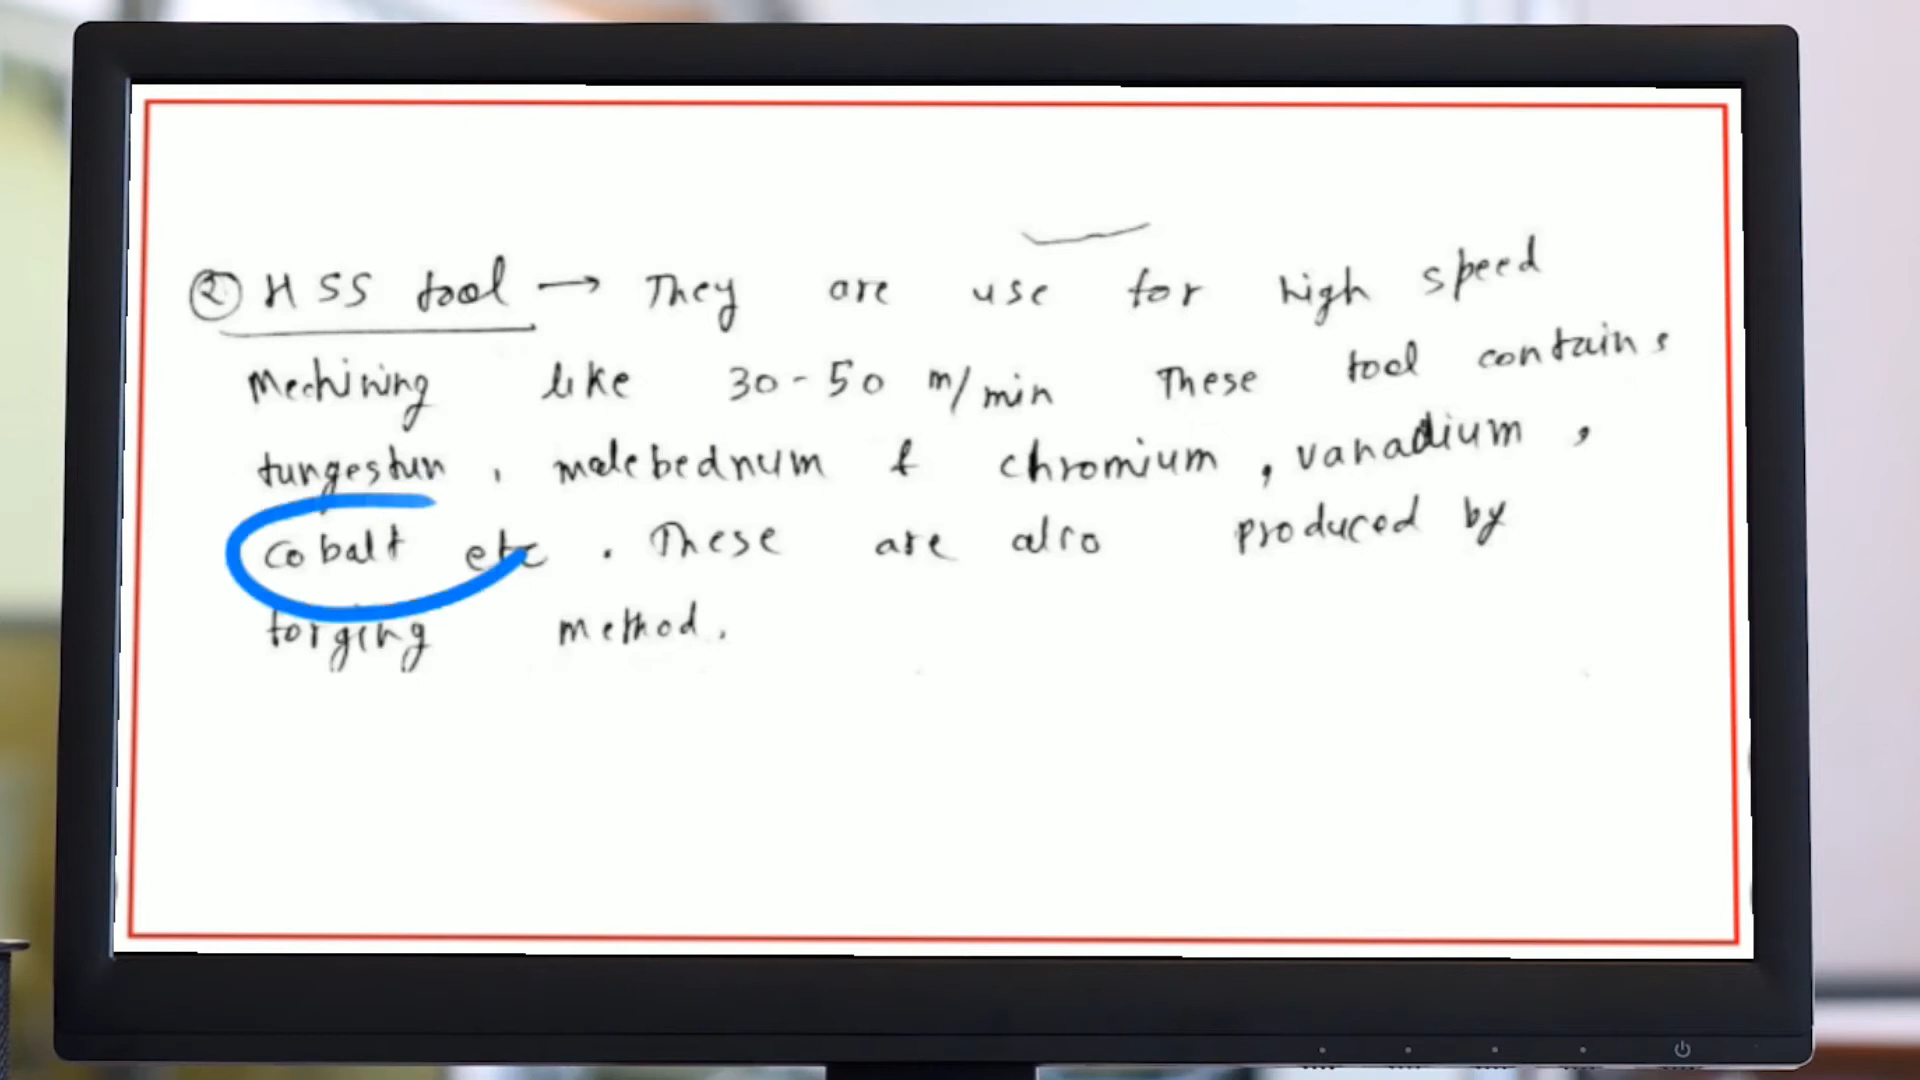 ② HSS tool → They are use for high speed
Mechining like 30-50 m/min These tool contains
tungestun, malebednum & chromium, vanadium,
cobalt etc. These are also produced by
forging method.